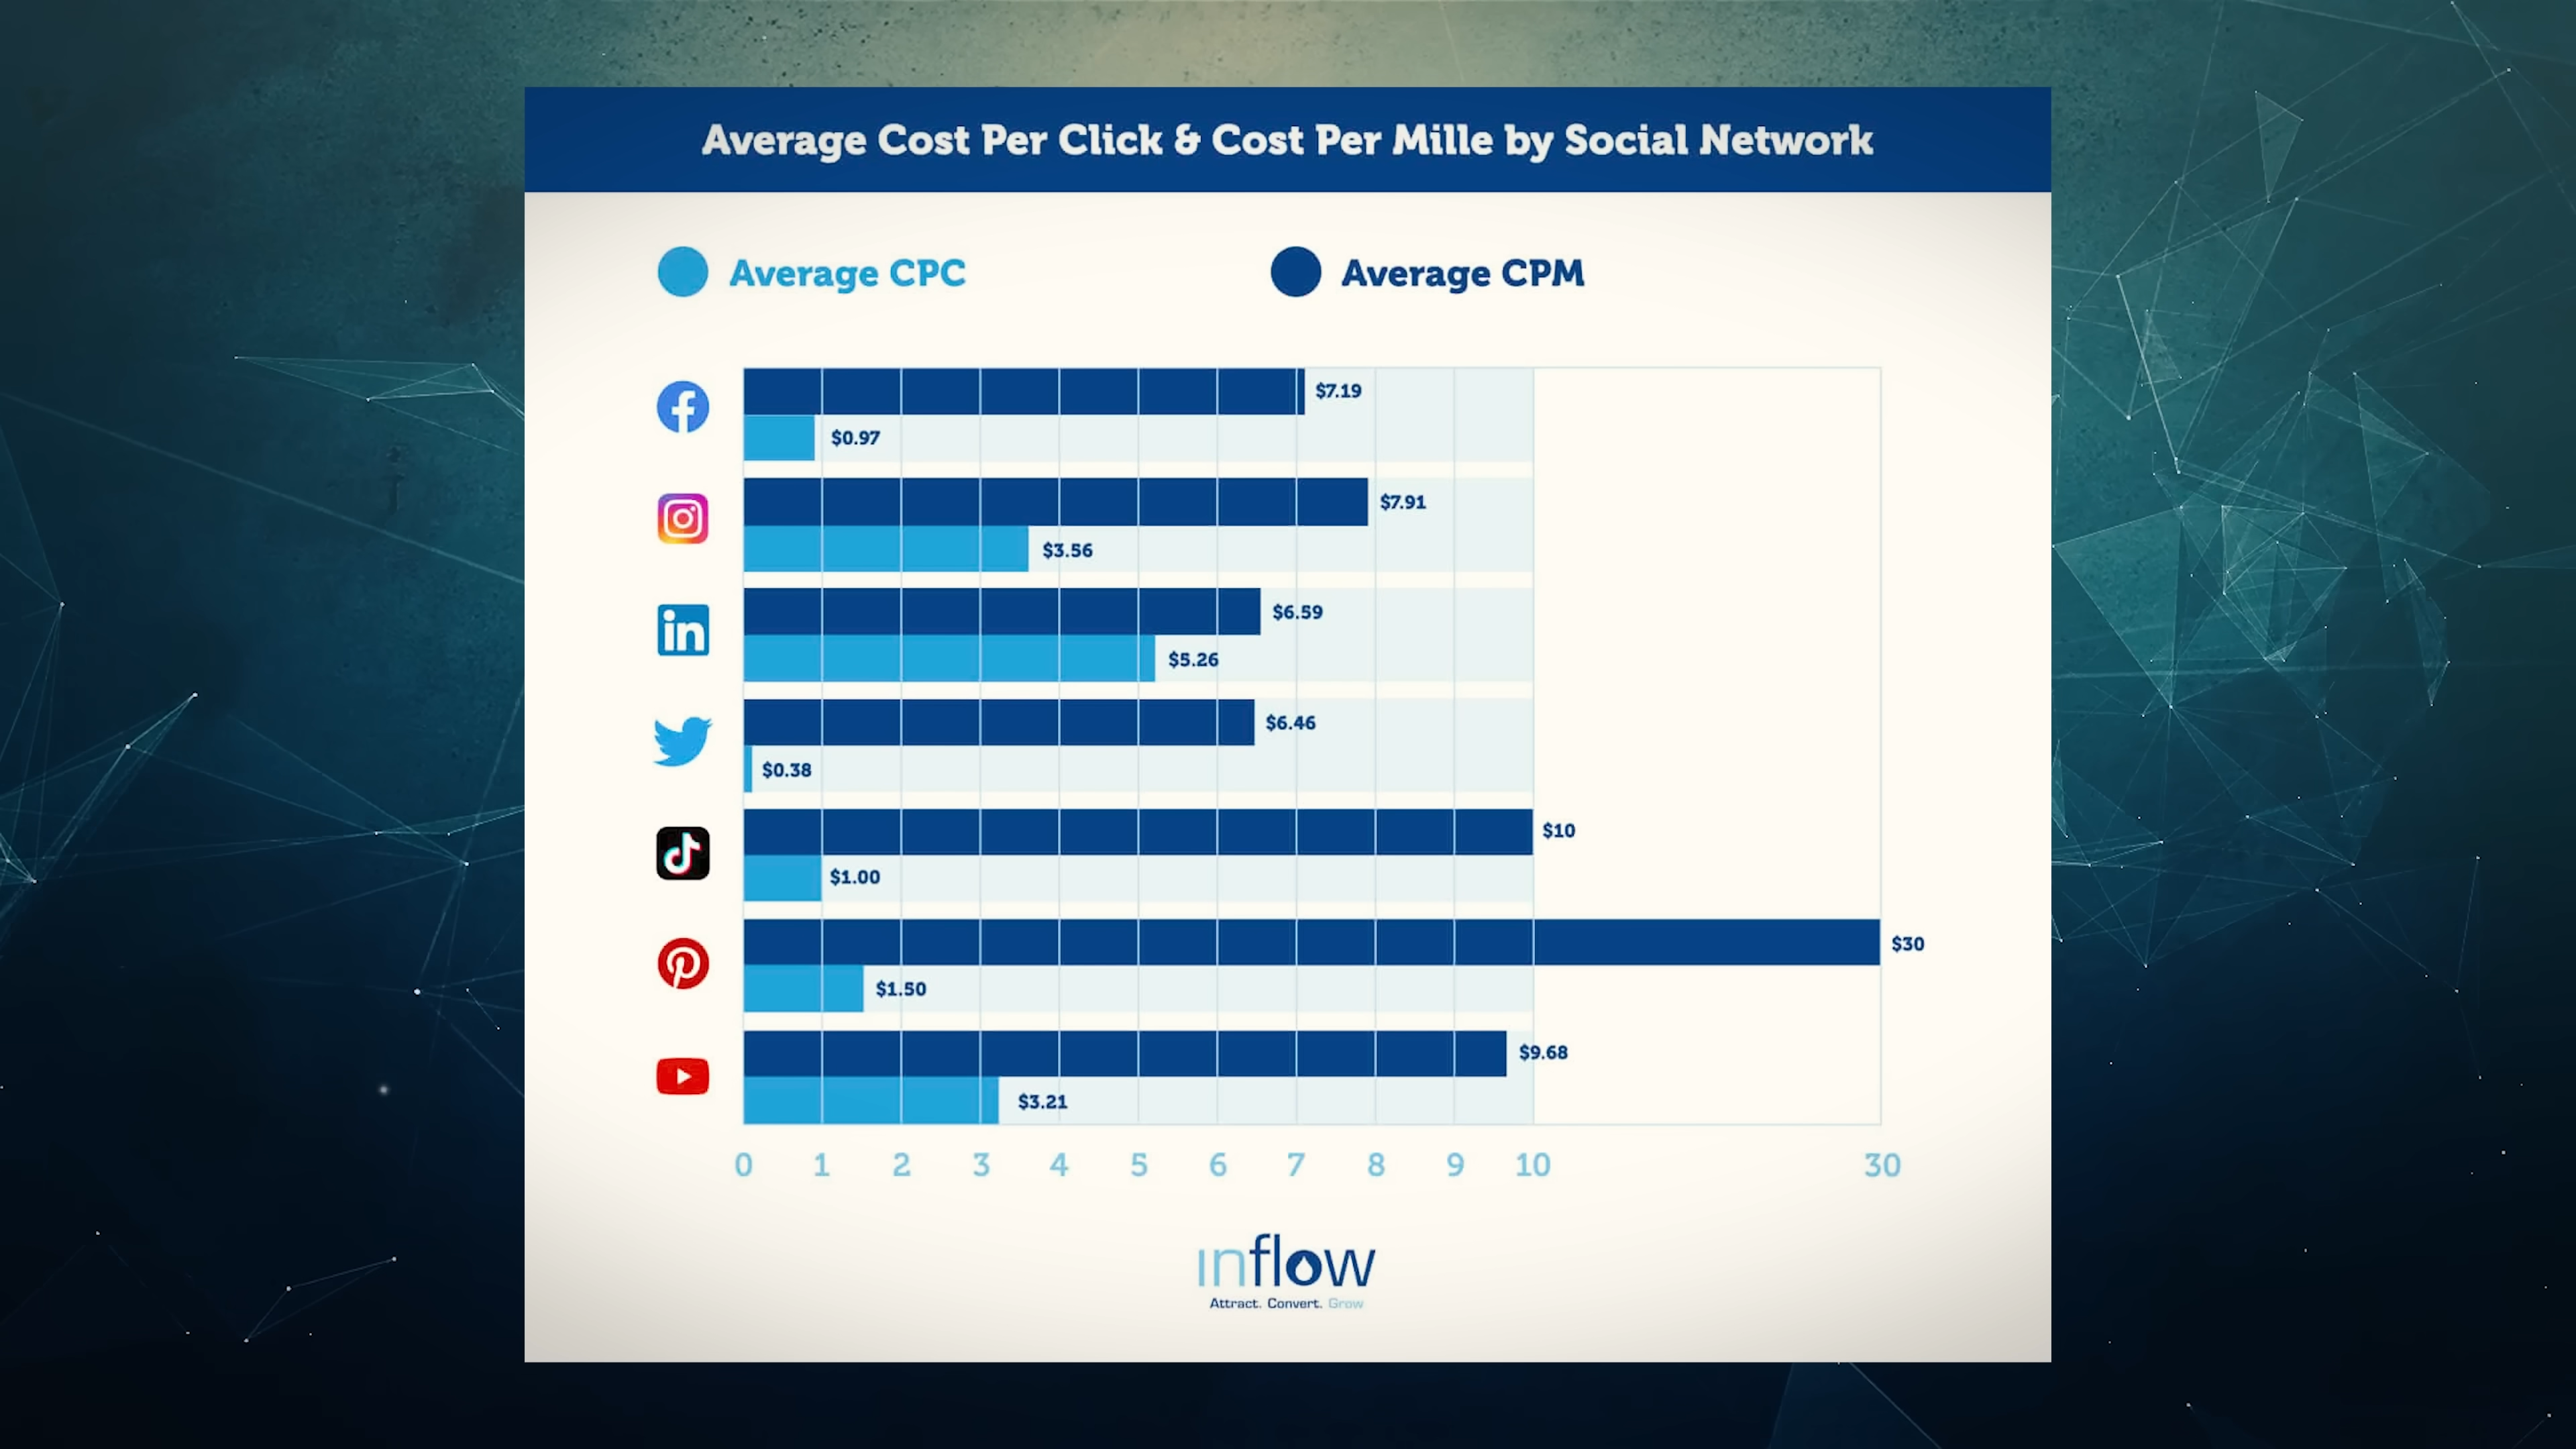 Average Cost Per Click & Cost Per Mille by Social Network
Average CPC
Average CPM
$7.19
$0.97
$7.91
$3.56
in
$6.59
$5.26
$6.46
$0.38
$10
$1.00
$30
$1.50
$9.68
$3.21
0 1 2 3 4 5 6 7 8 9 10 30
inflow
Attract. Convert. Grow